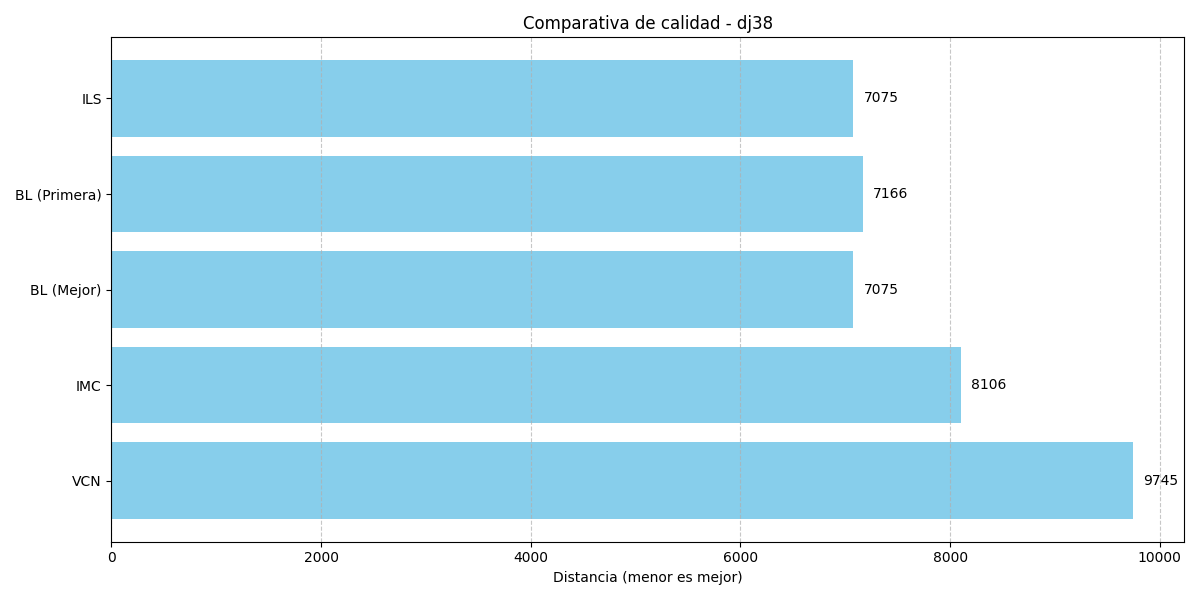 Comparativa de calidad - dj38
ILS
7075
BL (Primera)
7166
BL (Mejor)
7075
IMC
8106
VCN
9745
0 2000 4000 6000 8000 10000
Distancia (menor es mejor)